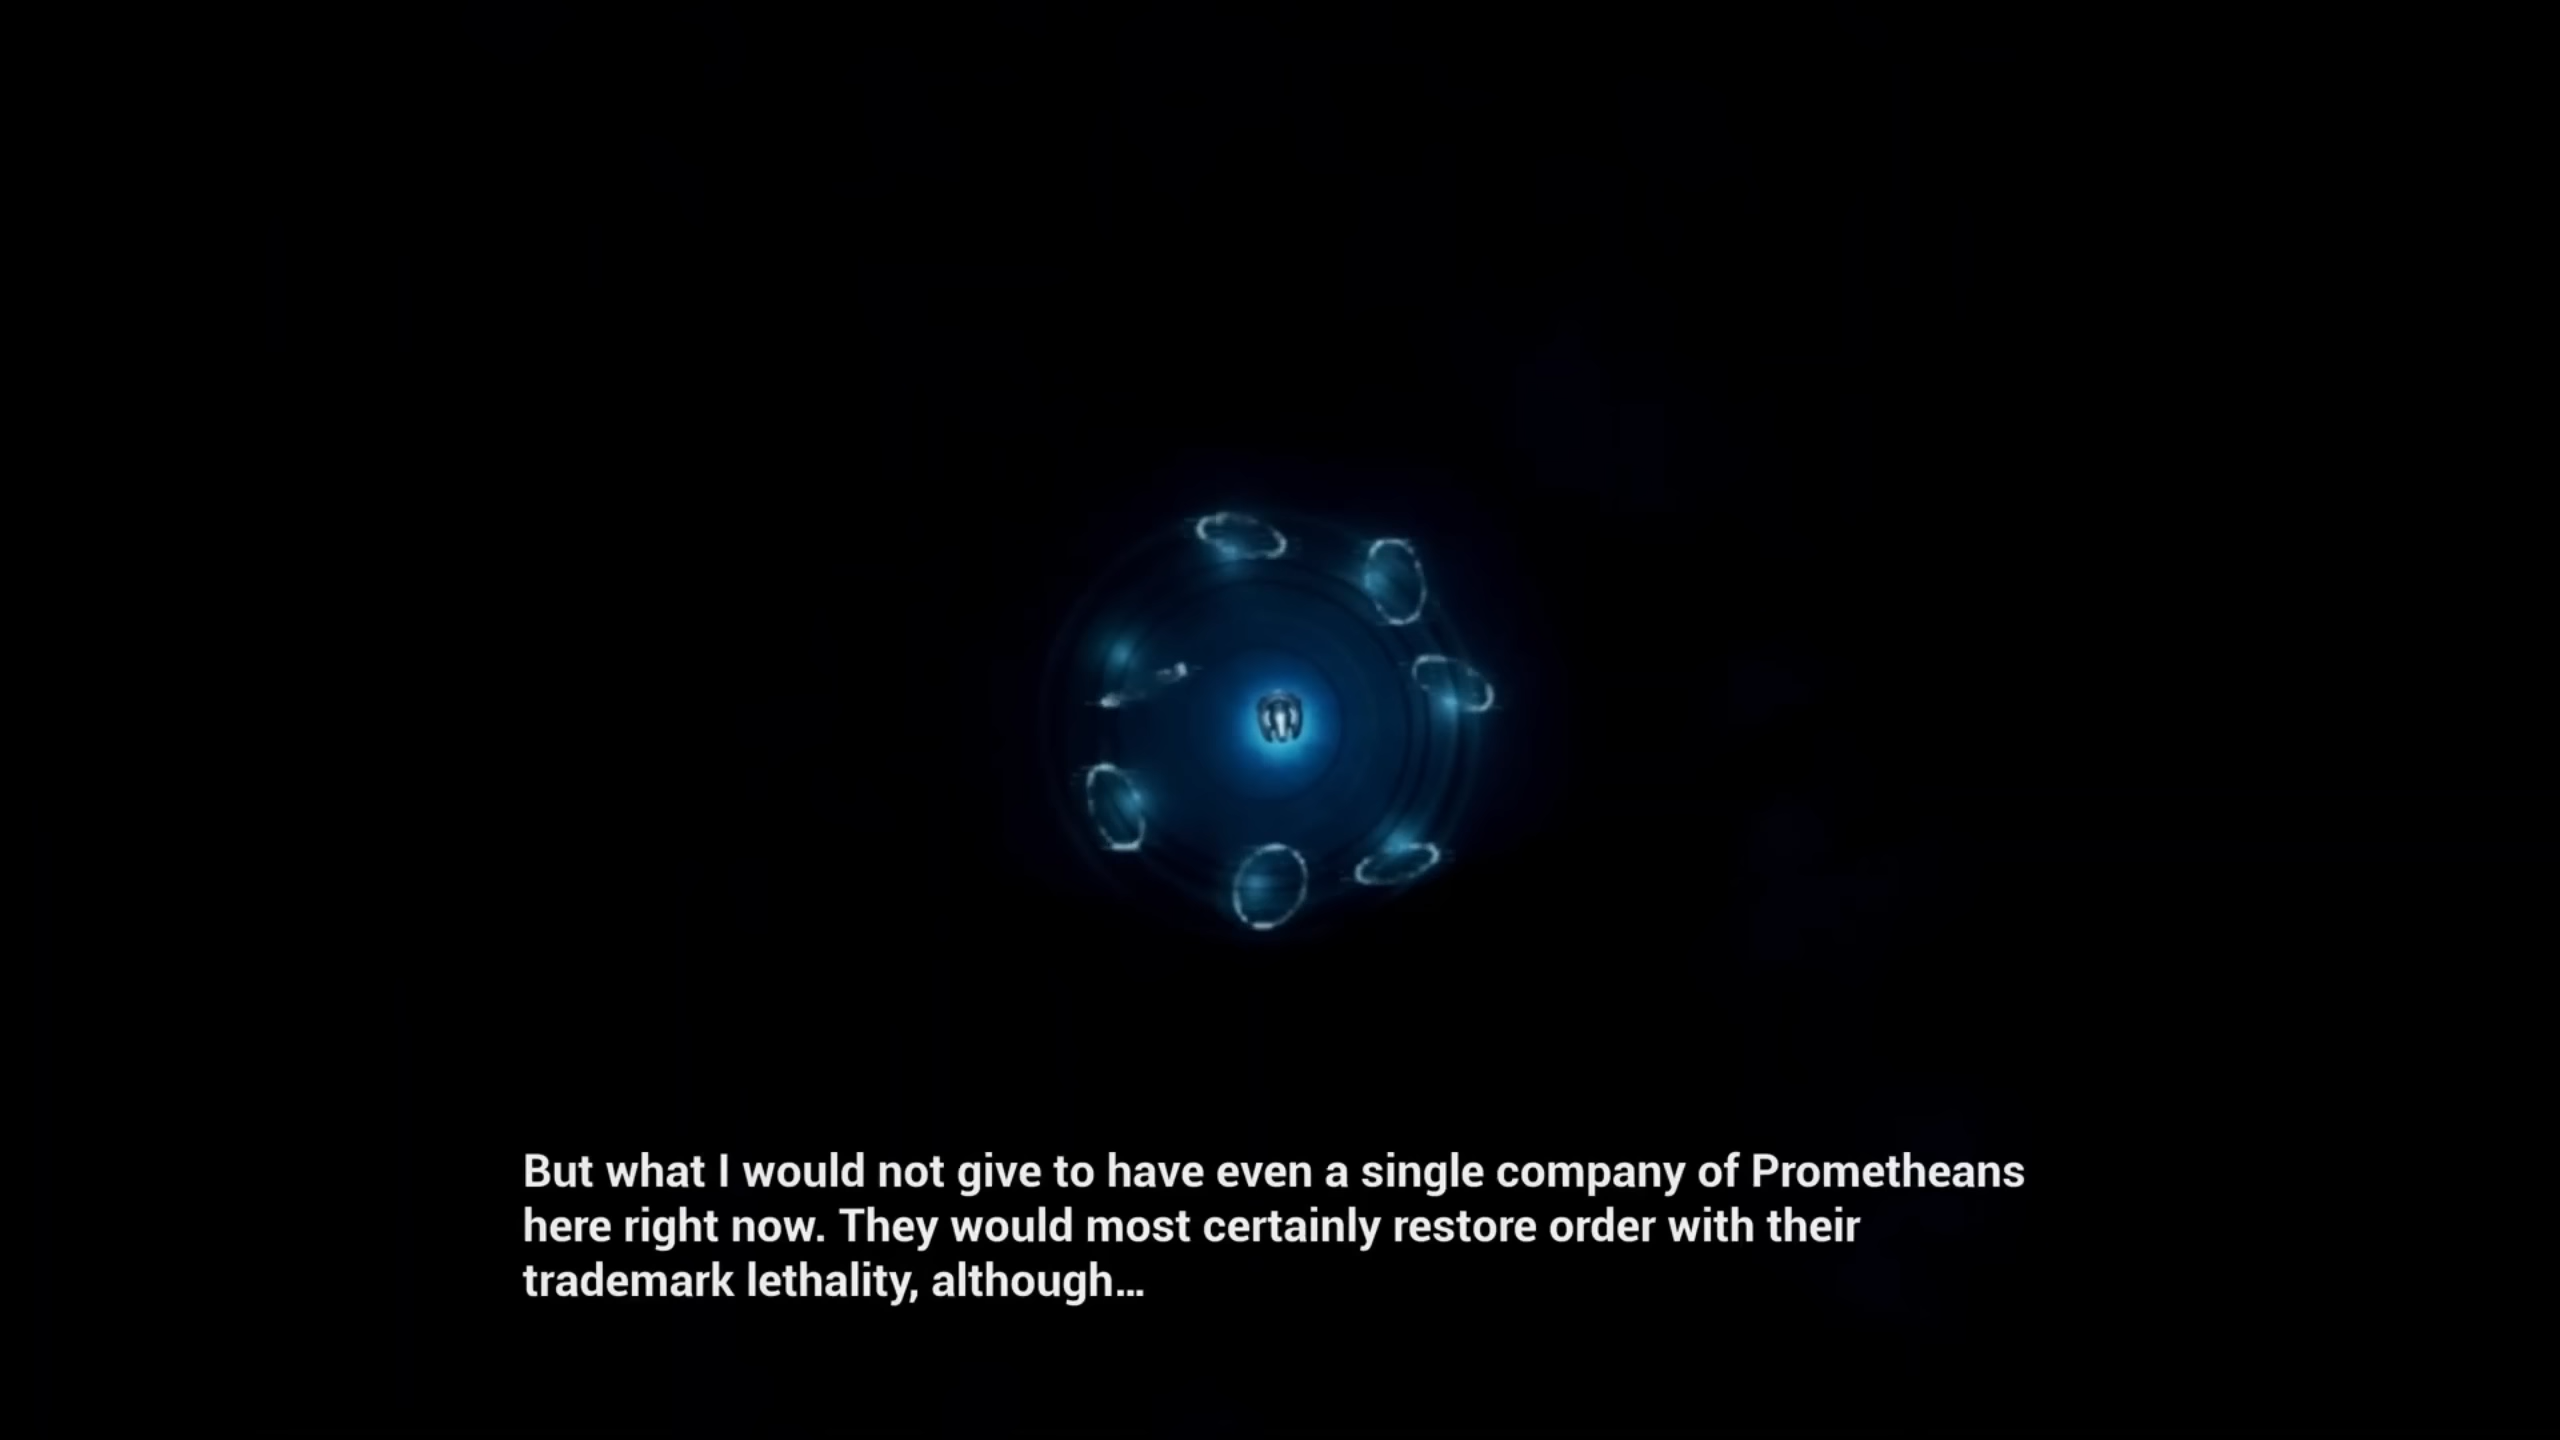 But what I would not give to have even a single company of Prometheans
here right now. They would most certainly restore order with their
trademark lethality, although...